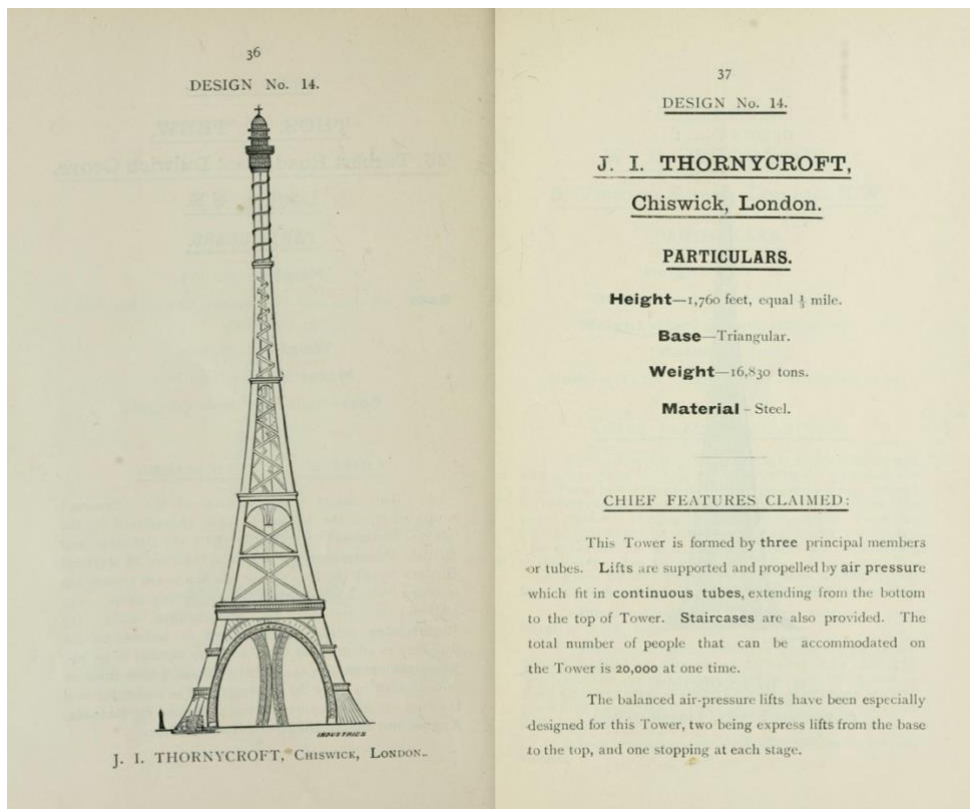 36
DESIGN No. 14.
INDUSTRIES
J. I. THORNYCROFT, CHISWICK, LONDON.
37
DESIGN No. 14.
J. I. THORNYCROFT,
Chiswick, London.
PARTICULARS.
Height—1,760 feet, equal ⅓ mile.
Base—Triangular.
Weight—16,830 tons.
Material – Steel.
CHIEF FEATURES CLAIMED:
This Tower is formed by three principal members
or tubes. Lifts are supported and propelled by air pressure
which fit in continuous tubes, extending from the bottom
to the top of Tower. Staircases are also provided. The
total number of people that can be accommodated on
the Tower is 20,000 at one time.
The balanced air-pressure lifts have been especially
designed for this Tower, two being express lifts from the base
to the top, and one stopping at each stage.